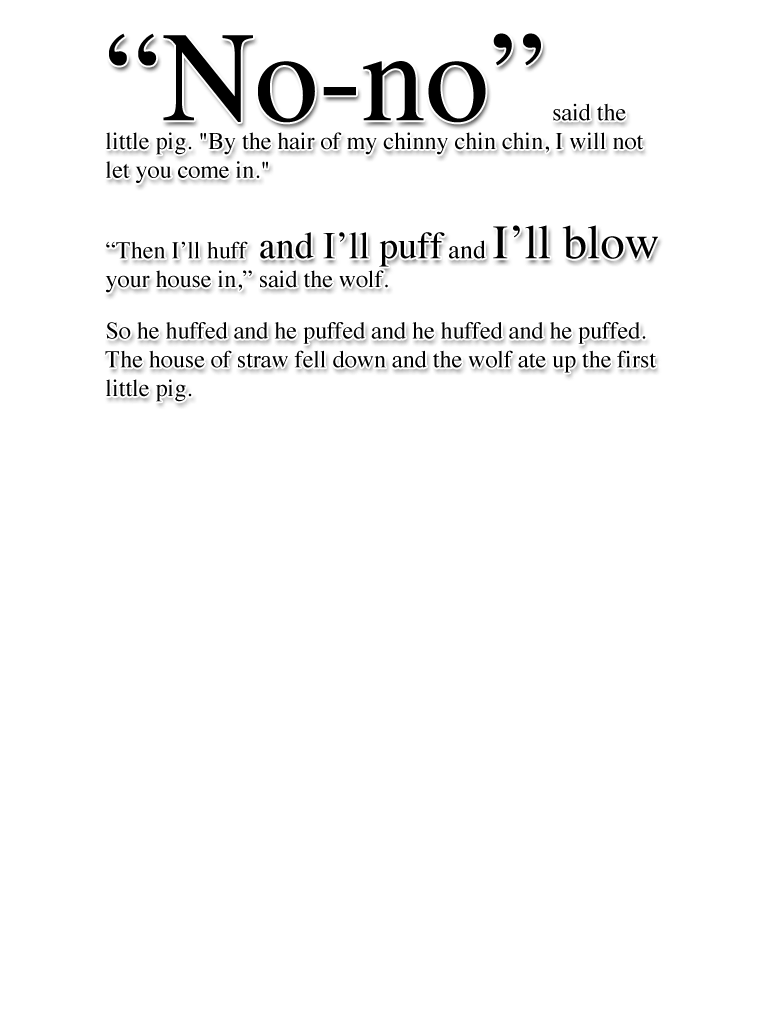 “No-no” said the
little pig. "By the hair of my chinny chin chin, I will not
let you come in."
“Then I’ll huff and I’ll puff and I’ll blow
your house in,” said the wolf.
So he huffed and he puffed and he huffed and he puffed.
The house of straw fell down and the wolf ate up the first
little pig.